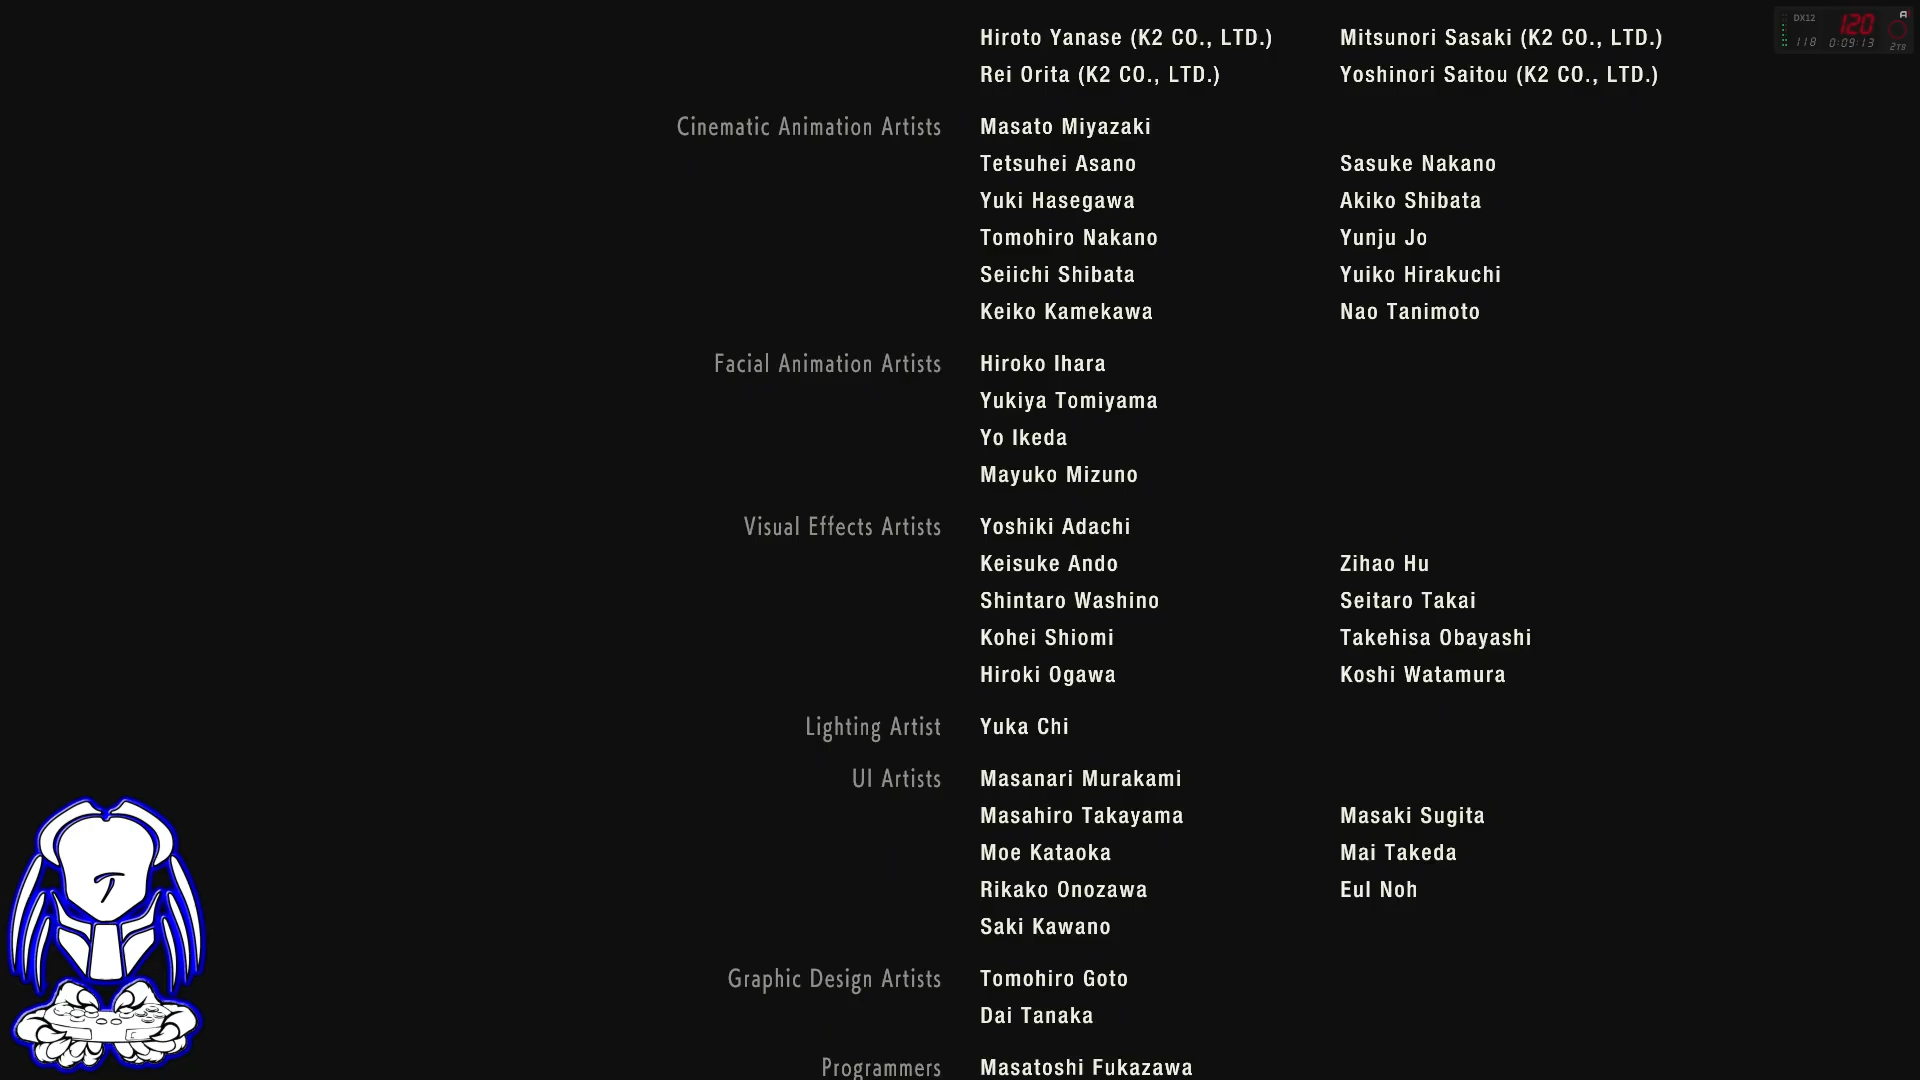 Hiroto Yanase (K2 CO., LTD.) Mitsunori Sasaki (K2 CO., LTD.)
Rei Orita (K2 CO., LTD.) Yoshinori Saitou (K2 CO., LTD.)
Cinematic Animation Artists Masato Miyazaki
Tetsuhei Asano Sasuke Nakano
Yuki Hasegawa Akiko Shibata
Tomohiro Nakano Yunju Jo
Seiichi Shibata Yuiko Hirakuchi
Keiko Kamekawa Nao Tanimoto
Facial Animation Artists Hiroko Ihara
Yukiya Tomiyama
Yo Ikeda
Mayuko Mizuno
Visual Effects Artists Yoshiki Adachi
Keisuke Ando Zihao Hu
Shintaro Washino Seitaro Takai
Kohei Shiomi Takehisa Obayashi
Hiroki Ogawa Koshi Watamura
Lighting Artist Yuka Chi
UI Artists Masanari Murakami
Masahiro Takayama Masaki Sugita
Moe Kataoka Mai Takeda
Rikako Onozawa Eul Noh
Saki Kawano
Graphic Design Artists Tomohiro Goto
Dai Tanaka
Programmers Masatoshi Fukazawa
DX12 120 A
118 0:09:13 2TB
T